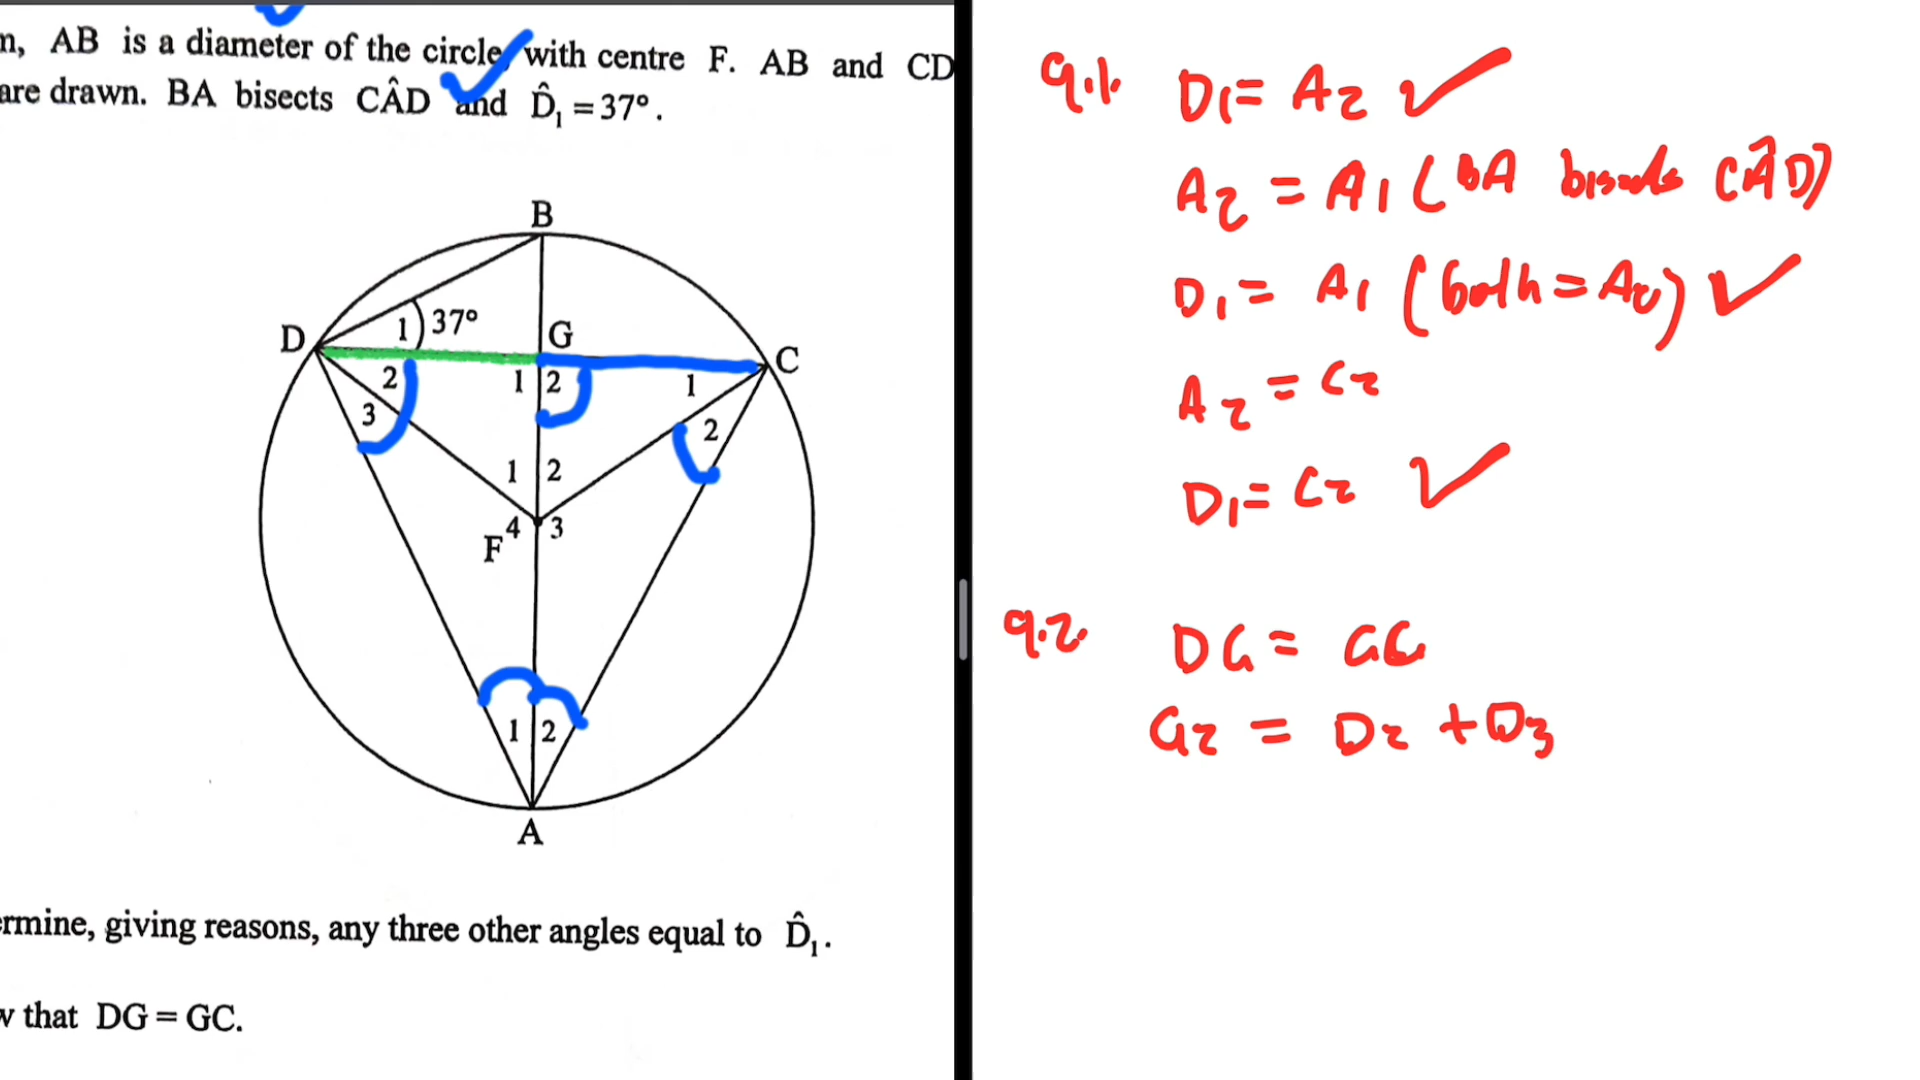 n, AB is a diameter of the circle with centre F. AB and CD
are drawn. BA bisects CÂD and D̂₁ = 37°.
B
D
1
37°
G
C
2
1
2
1
3
2
1
2
F
4
3
1
2
A
ermine, giving reasons, any three other angles equal to D̂₁.
w that DG = GC.
9.1. D1 = A2 ✓
A2 = A1 (BA bisects CÂD)
D1 = A1 (both = A2) ✓
A2 = C2
D1 = C2 ✓
9.2. DG = GC
G2 = D2 + D3